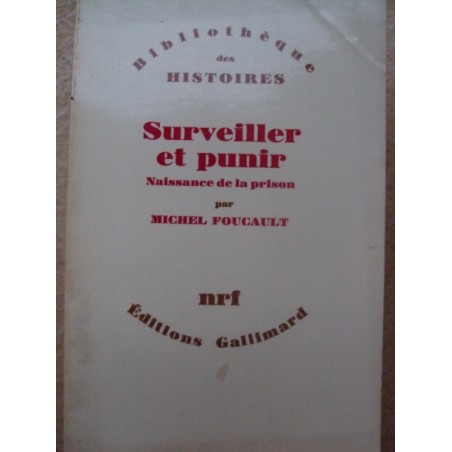 Bibliothèque
des
HISTOIRES
Surveiller
et punir
Naissance de la prison
par
MICHEL FOUCAULT
nrf
Éditions Gallimard